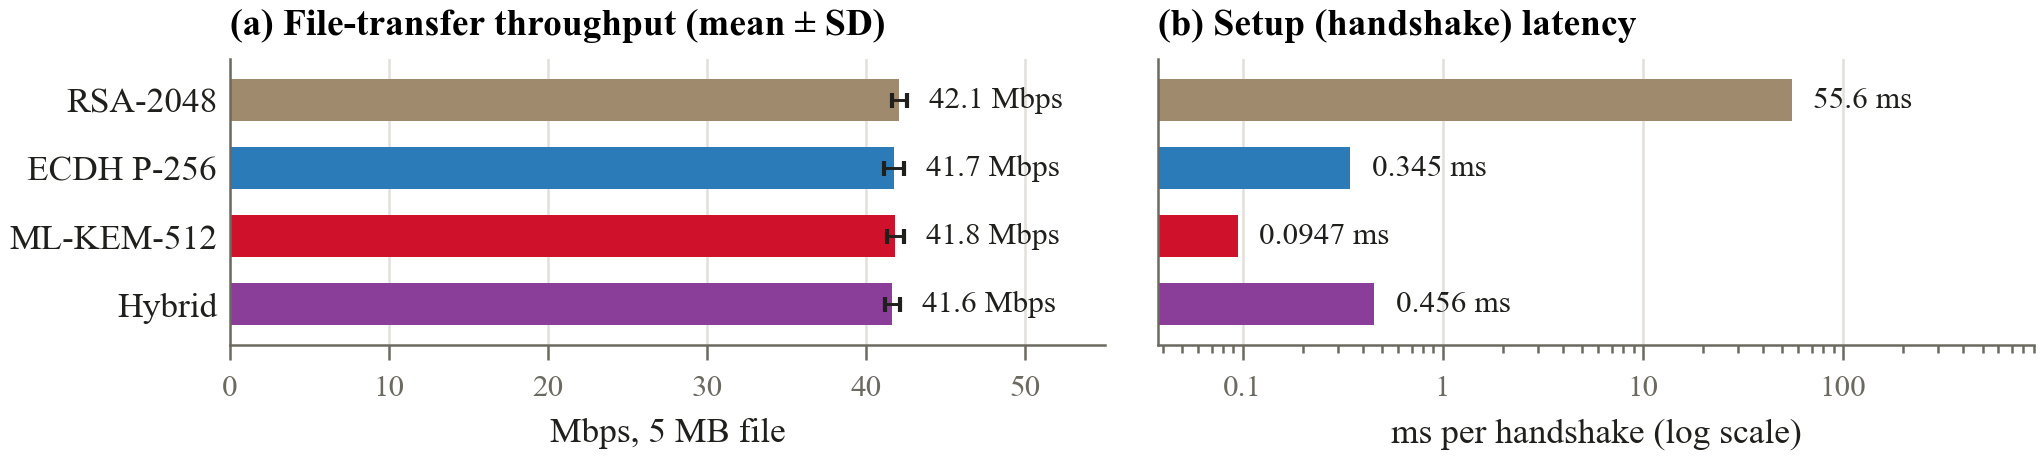 (a) File-transfer throughput (mean ± SD)
RSA-2048
42.1 Mbps
ECDH P-256
41.7 Mbps
ML-KEM-512
41.8 Mbps
Hybrid
41.6 Mbps
0 10 20 30 40 50
Mbps, 5 MB file
(b) Setup (handshake) latency
55.6 ms
0.345 ms
0.0947 ms
0.456 ms
0.1 1 10 100
ms per handshake (log scale)